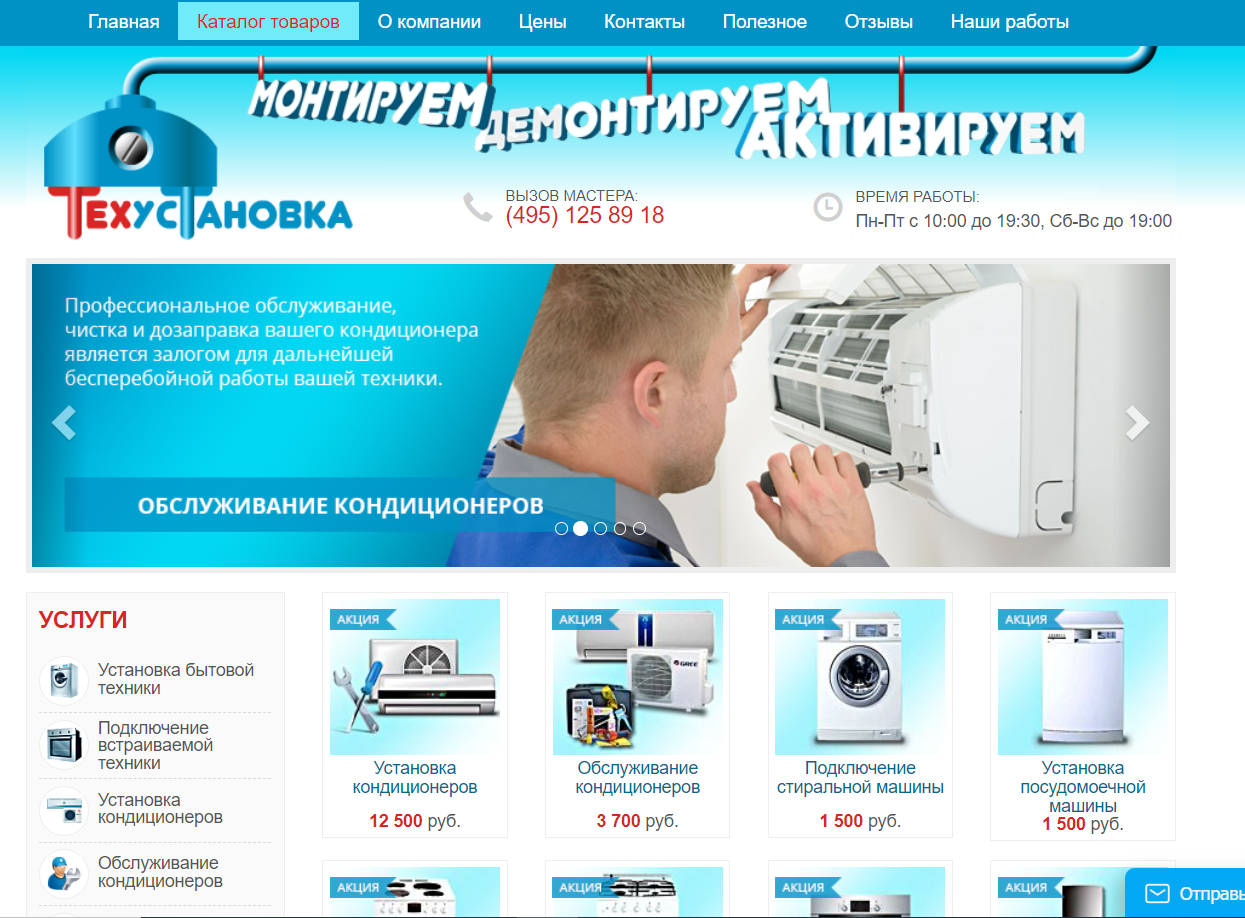 Главная Каталог товаров О компании Цены Контакты Полезное Отзывы Наши работы
МОНТИРУЕМ ДЕМОНТИРУЕМ АКТИВИРУЕМ
ТЕХУСТАНОВКА
ВЫЗОВ МАСТЕРА:
(495) 125 89 18
ВРЕМЯ РАБОТЫ:
Пн-Пт с 10:00 до 19:30, Сб-Вс до 19:00
Профессиональное обслуживание,
чистка и дозаправка вашего кондиционера
является залогом для дальнейшей
бесперебойной работы вашей техники.
ОБСЛУЖИВАНИЕ КОНДИЦИОНЕРОВ
УСЛУГИ
Установка бытовой
техники
Подключение
встраиваемой
техники
Установка
кондиционеров
Обслуживание
кондиционеров
АКЦИЯ
Установка
кондиционеров
12 500 руб.
АКЦИЯ
GREE
Обслуживание
кондиционеров
3 700 руб.
АКЦИЯ
Подключение
стиральной машины
1 500 руб.
АКЦИЯ
Установка
посудомоечной
машины
1 500 руб.
АКЦИЯ
АКЦИЯ
АКЦИЯ
АКЦИЯ
Отправь